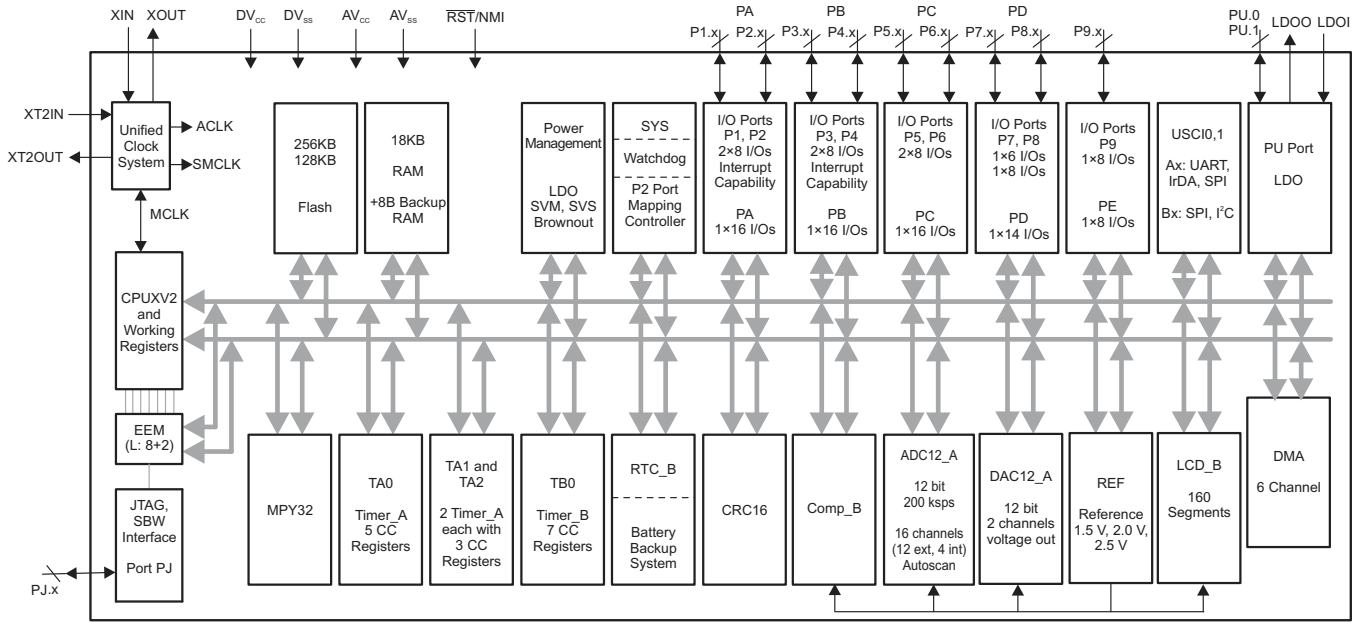 XIN XOUT DVCC DVSS AVCC AVSS RST/NMI
PA PB PC PD
P1.x P2.x P3.x P4.x P5.x P6.x P7.x P8.x P9.x
PU.0
PU.1
LDOO LDOI
XT2IN
XT2OUT
Unified
Clock
System
ACLK
SMCLK
MCLK
256KB
128KB
Flash
18KB
RAM
+8B Backup
RAM
Power
Management
LDO
SVM, SVS
Brownout
SYS
Watchdog
P2 Port
Mapping
Controller
I/O Ports
P1, P2
2×8 I/Os
Interrupt
Capability
PA
1×16 I/Os
I/O Ports
P3, P4
2×8 I/Os
Interrupt
Capability
PB
1×16 I/Os
I/O Ports
P5, P6
2×8 I/Os
PC
1×16 I/Os
I/O Ports
P7, P8
1×6 I/Os
1×8 I/Os
PD
1×14 I/Os
I/O Ports
P9
1×8 I/Os
PE
1×8 I/Os
USCI0,1
Ax: UART,
IrDA, SPI
Bx: SPI, I²C
PU Port
LDO
CPUXV2
and
Working
Registers
EEM
(L: 8+2)
JTAG,
SBW
Interface
Port PJ
PJ.x
MPY32
TA0
Timer_A
5 CC
Registers
TA1 and
TA2
2 Timer_A
each with
3 CC
Registers
TB0
Timer_B
7 CC
Registers
RTC_B
Battery
Backup
System
CRC16
Comp_B
ADC12_A
12 bit
200 ksps
16 channels
(12 ext, 4 int)
Autoscan
DAC12_A
12 bit
2 channels
voltage out
REF
Reference
1.5 V, 2.0 V,
2.5 V
LCD_B
160
Segments
DMA
6 Channel